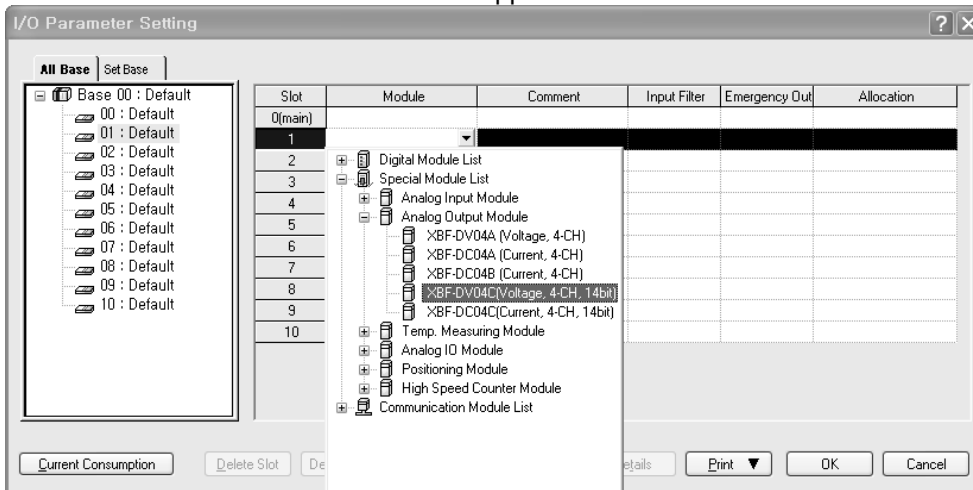 I/O Parameter Setting
All Base Set Base
Base 00 : Default
00 : Default
01 : Default
02 : Default
03 : Default
04 : Default
05 : Default
06 : Default
07 : Default
08 : Default
09 : Default
10 : Default
Slot Module Comment Input Filter Emergency Out Allocation
0(main)
1
2
3
4
5
6
7
8
9
10
Digital Module List
Special Module List
Analog Input Module
Analog Output Module
XBF-DV04A (Voltage, 4-CH)
XBF-DC04A (Current, 4-CH)
XBF-DC04B (Current, 4-CH)
XBF-DV04C(Voltage, 4-CH, 14bit)
XBF-DC04C(Current, 4-CH, 14bit)
Temp. Measuring Module
Analog IO Module
Positioning Module
High Speed Counter Module
Communication Module List
Current Consumption Delete Slot De etails Print ▼ OK Cancel